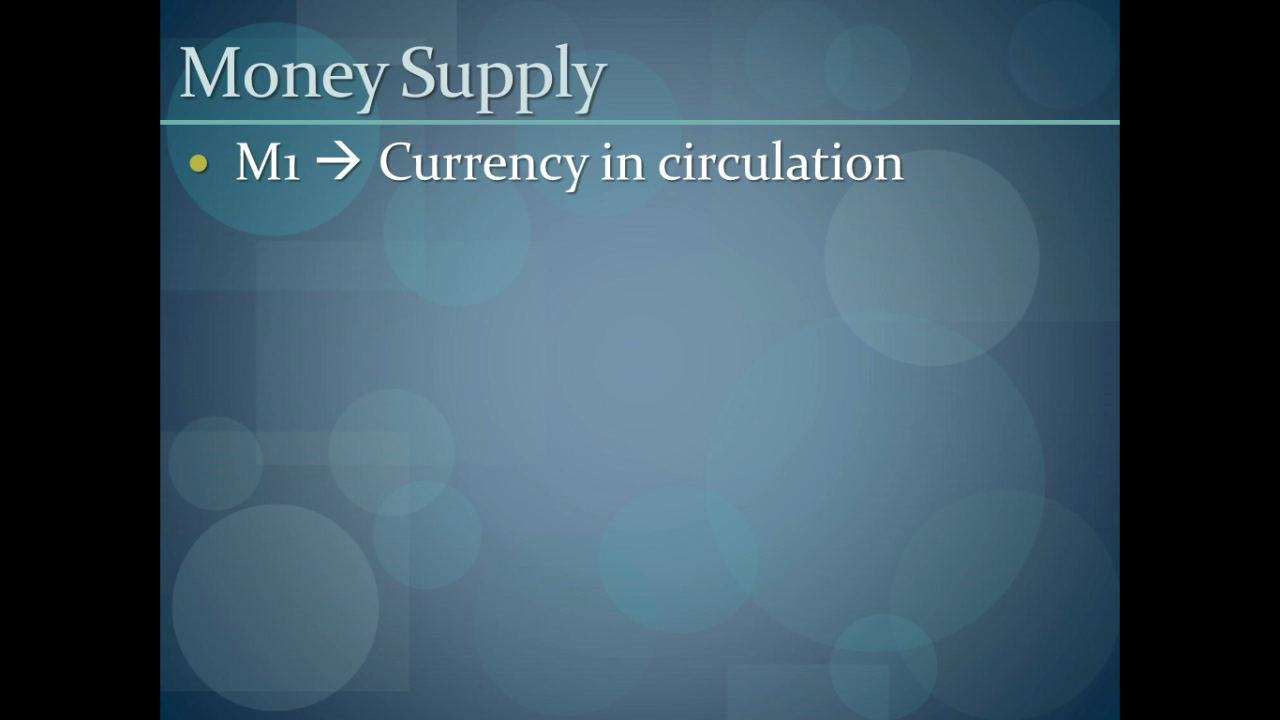 Money Supply
• M1 → Currency in circulation